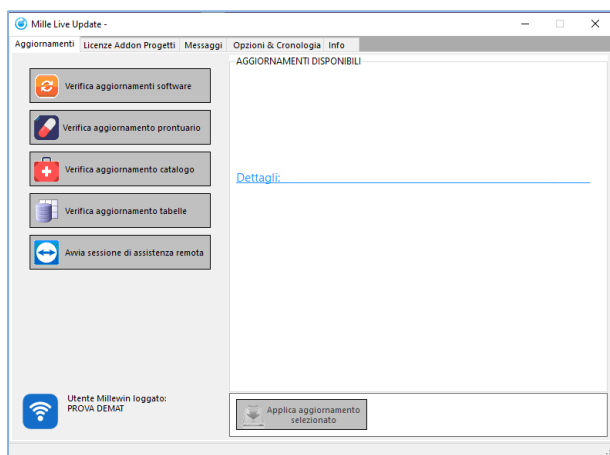 Mille Live Update -
Aggiornamenti Licenze Addon Progetti Messaggi Opzioni & Cronologia Info
AGGIORNAMENTI DISPONIBILI
Verifica aggiornamenti software
Verifica aggiornamento prontuario
Verifica aggiornamento catalogo
Dettagli:
Verifica aggiornamento tabelle
Avvia sessione di assistenza remota
Utente Millewin loggato:
PROVA DEMAT
Applica aggiornamento
selezionato